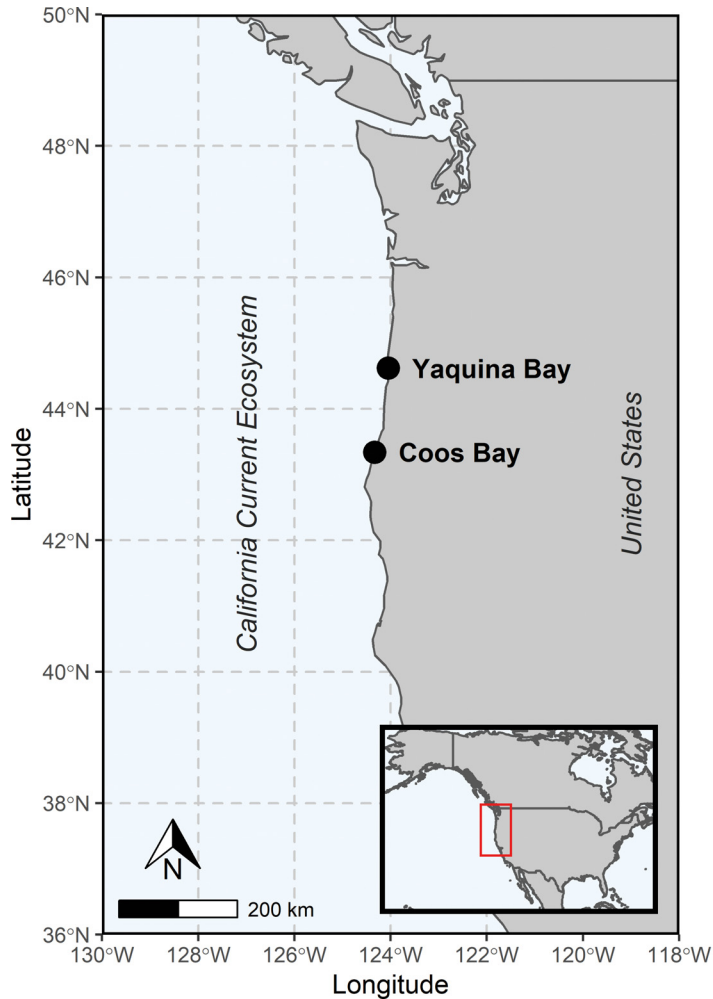 50°N
48°N
46°N
44°N
42°N
40°N
38°N
36°N
Latitude
California Current Ecosystem
Yaquina Bay
Coos Bay
United States
N
200 km
130°W 128°W 126°W 124°W 122°W 120°W 118°W
Longitude